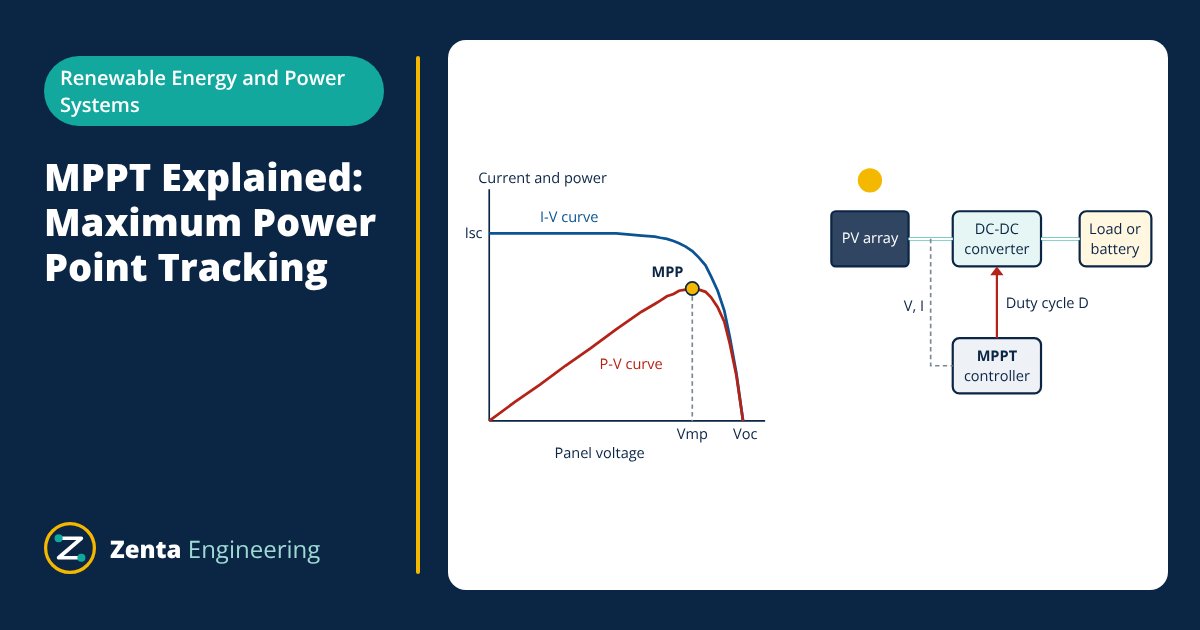 Renewable Energy and Power
Systems
MPPT Explained:
Maximum Power
Point Tracking
Zenta Engineering
Current and power
I-V curve
Isc
MPP
P-V curve
Vmp
Voc
Panel voltage
PV array
DC-DC
converter
Load or
battery
V, I
Duty cycle D
MPPT
controller